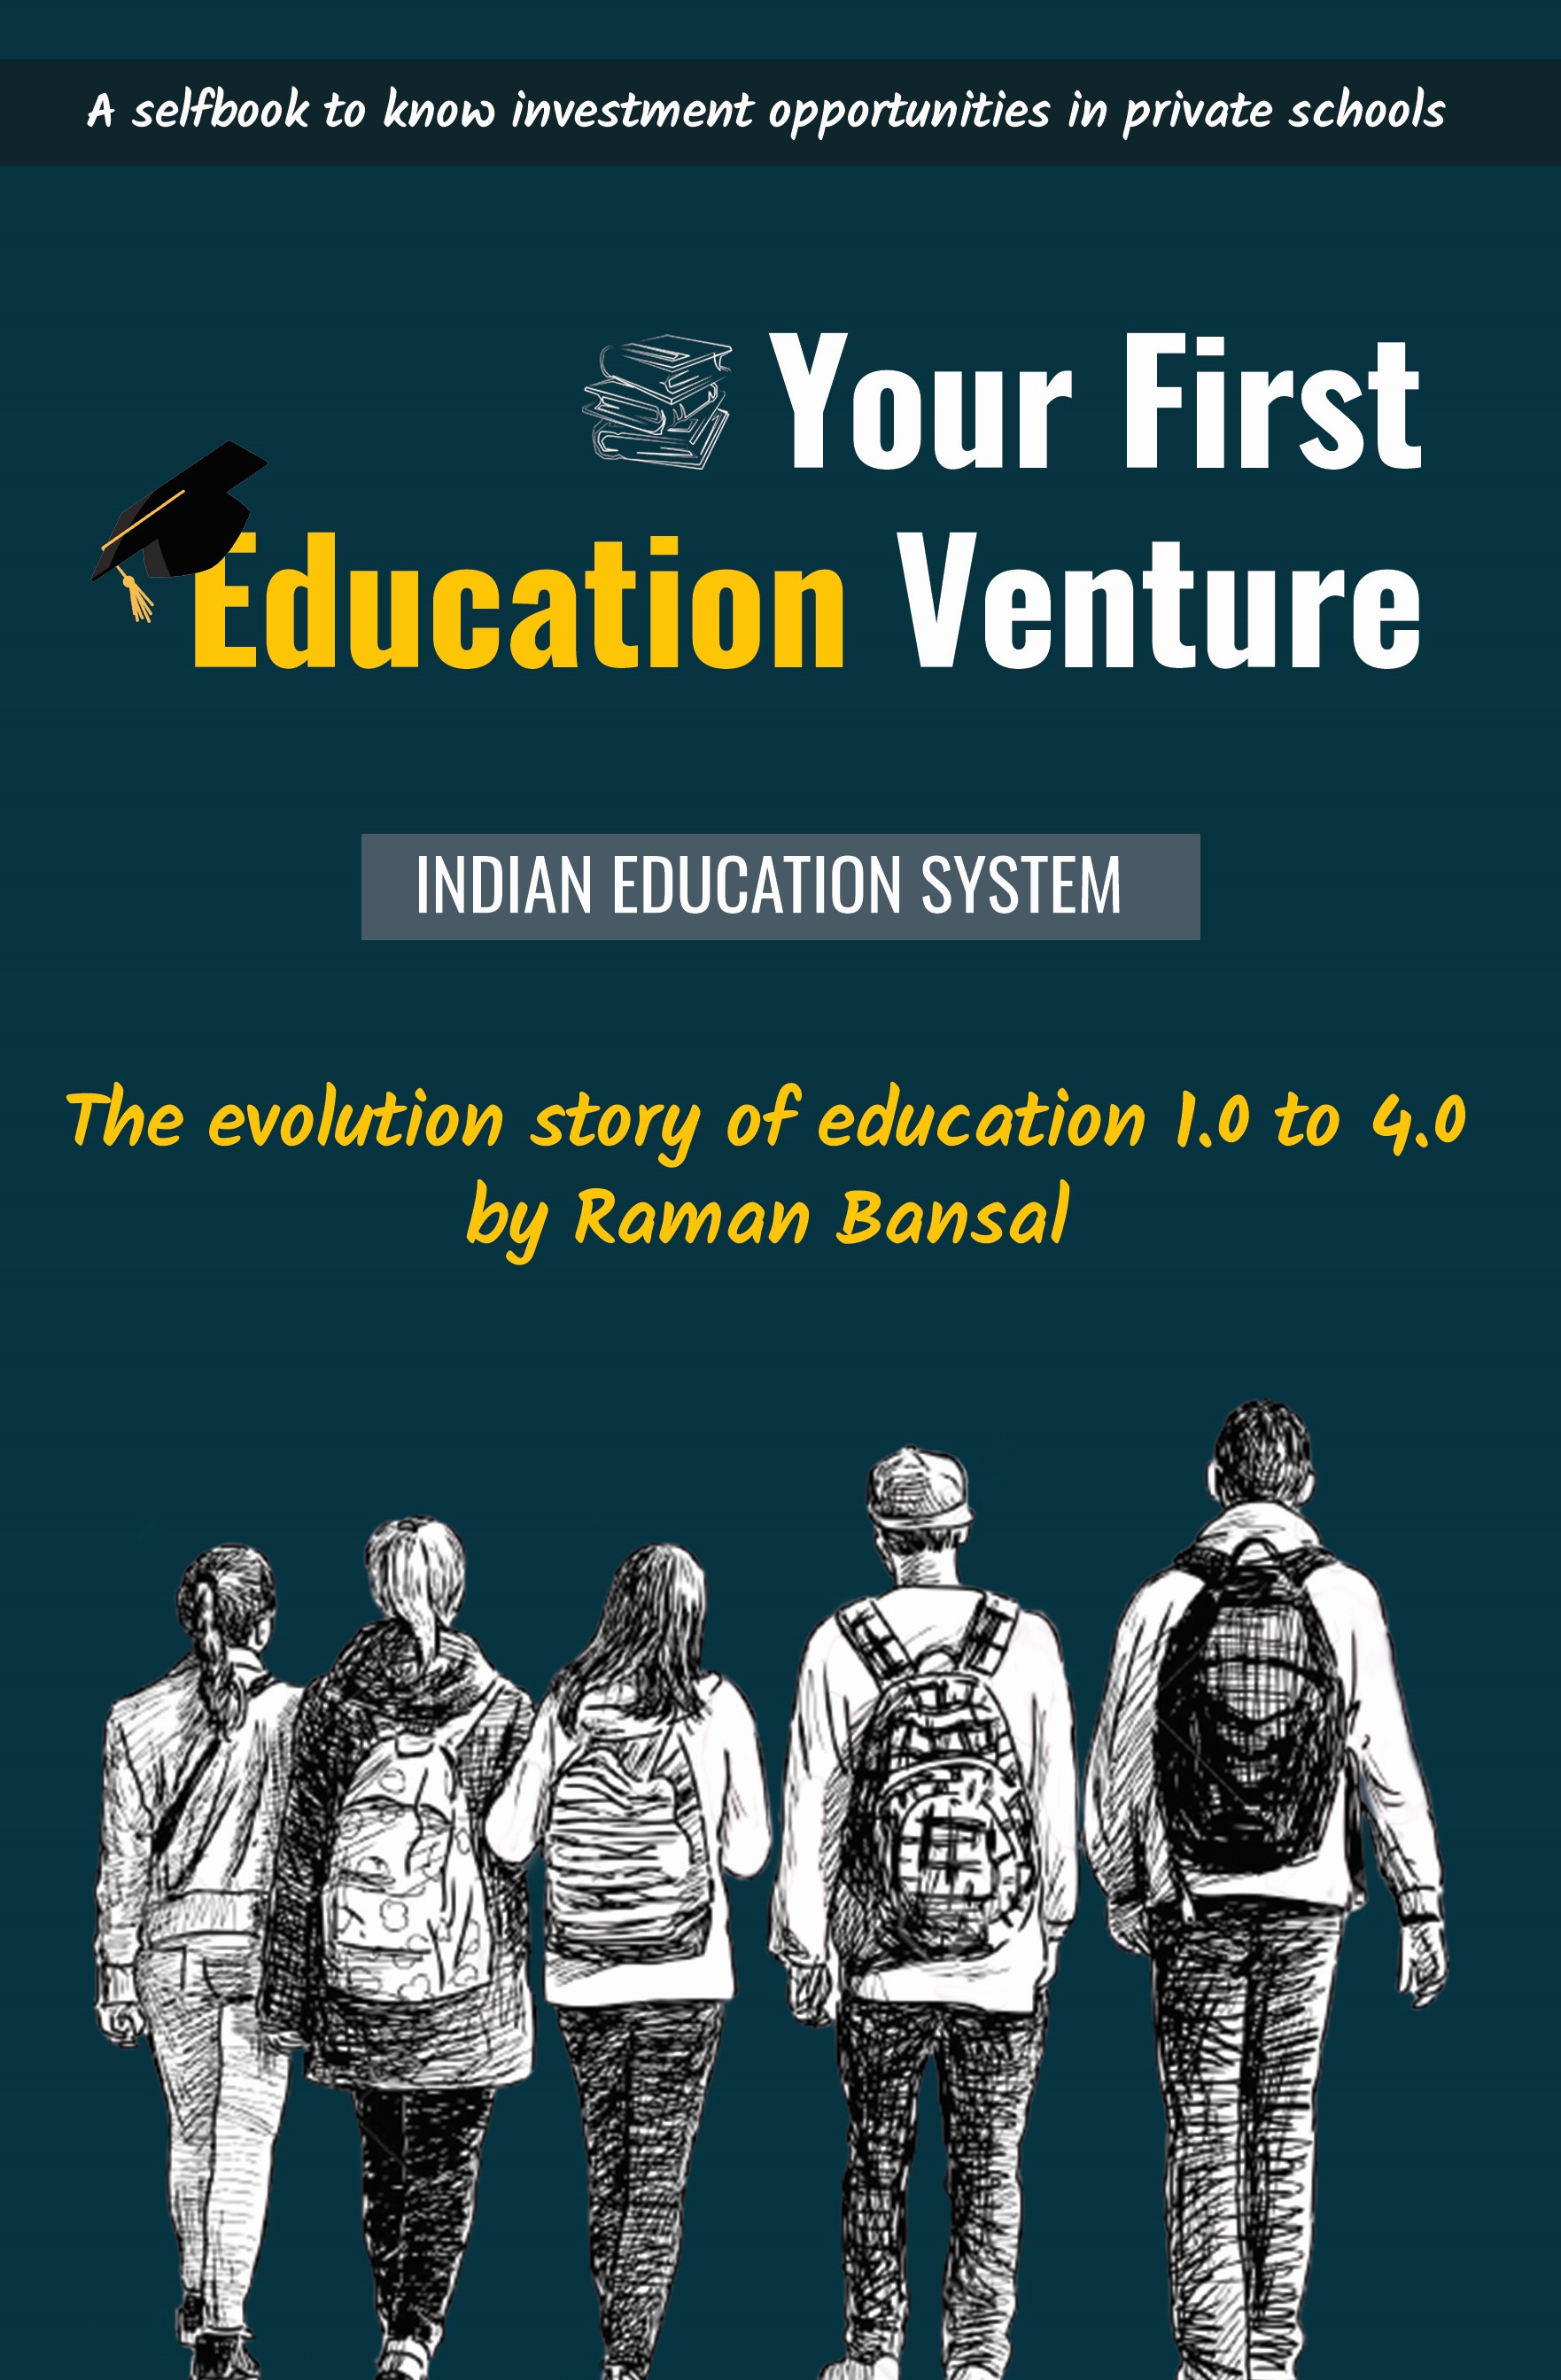 A selfbook to know investment opportunities in private schools
Your First
Education Venture
INDIAN EDUCATION SYSTEM
The evolution story of education 1.0 to 4.0
by Raman Bansal